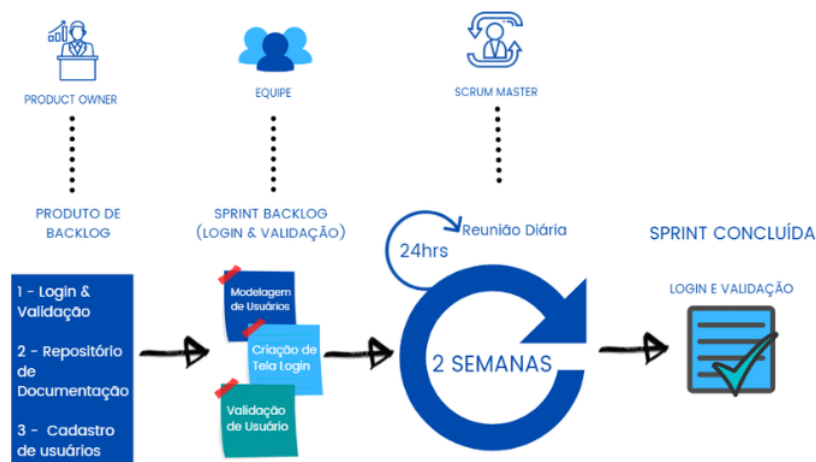 PRODUCT OWNER
EQUIPE
SCRUM MASTER
PRODUTO DE
BACKLOG
SPRINT BACKLOG
(LOGIN & VALIDAÇÃO)
24hrs
Reunião Diária
SPRINT CONCLUÍDA
1 - Login &
Validação
2 - Repositório
de
Documentação
3 - Cadastro
de usuários
Modelagem
de Usuários
Criação de
Tela Login
Validação
de Usuário
2 SEMANAS
LOGIN E VALIDAÇÃO